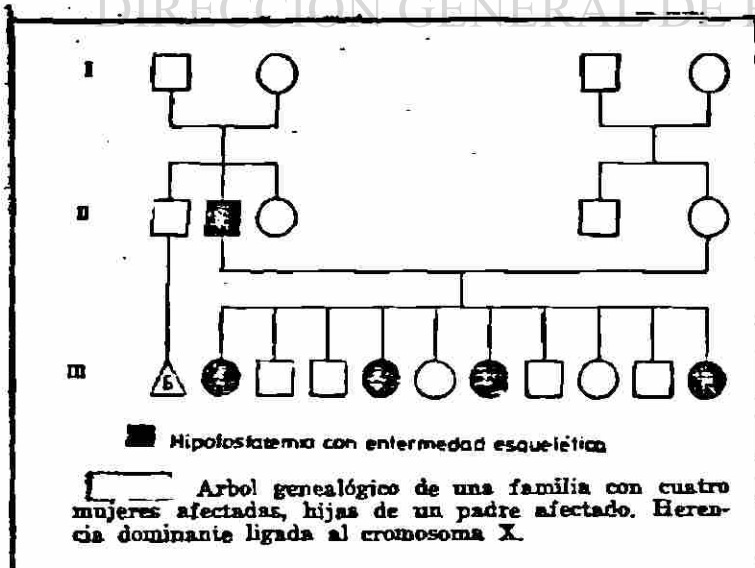 DIRECCIÓN GENERAL DE
I
II
III
6
Hipofosfatemia con enfermedad esquelética
Arbol genealógico de una familia con cuatro
mujeres afectadas, hijas de un padre afectado. Heren-
cia dominante ligada al cromosoma X.